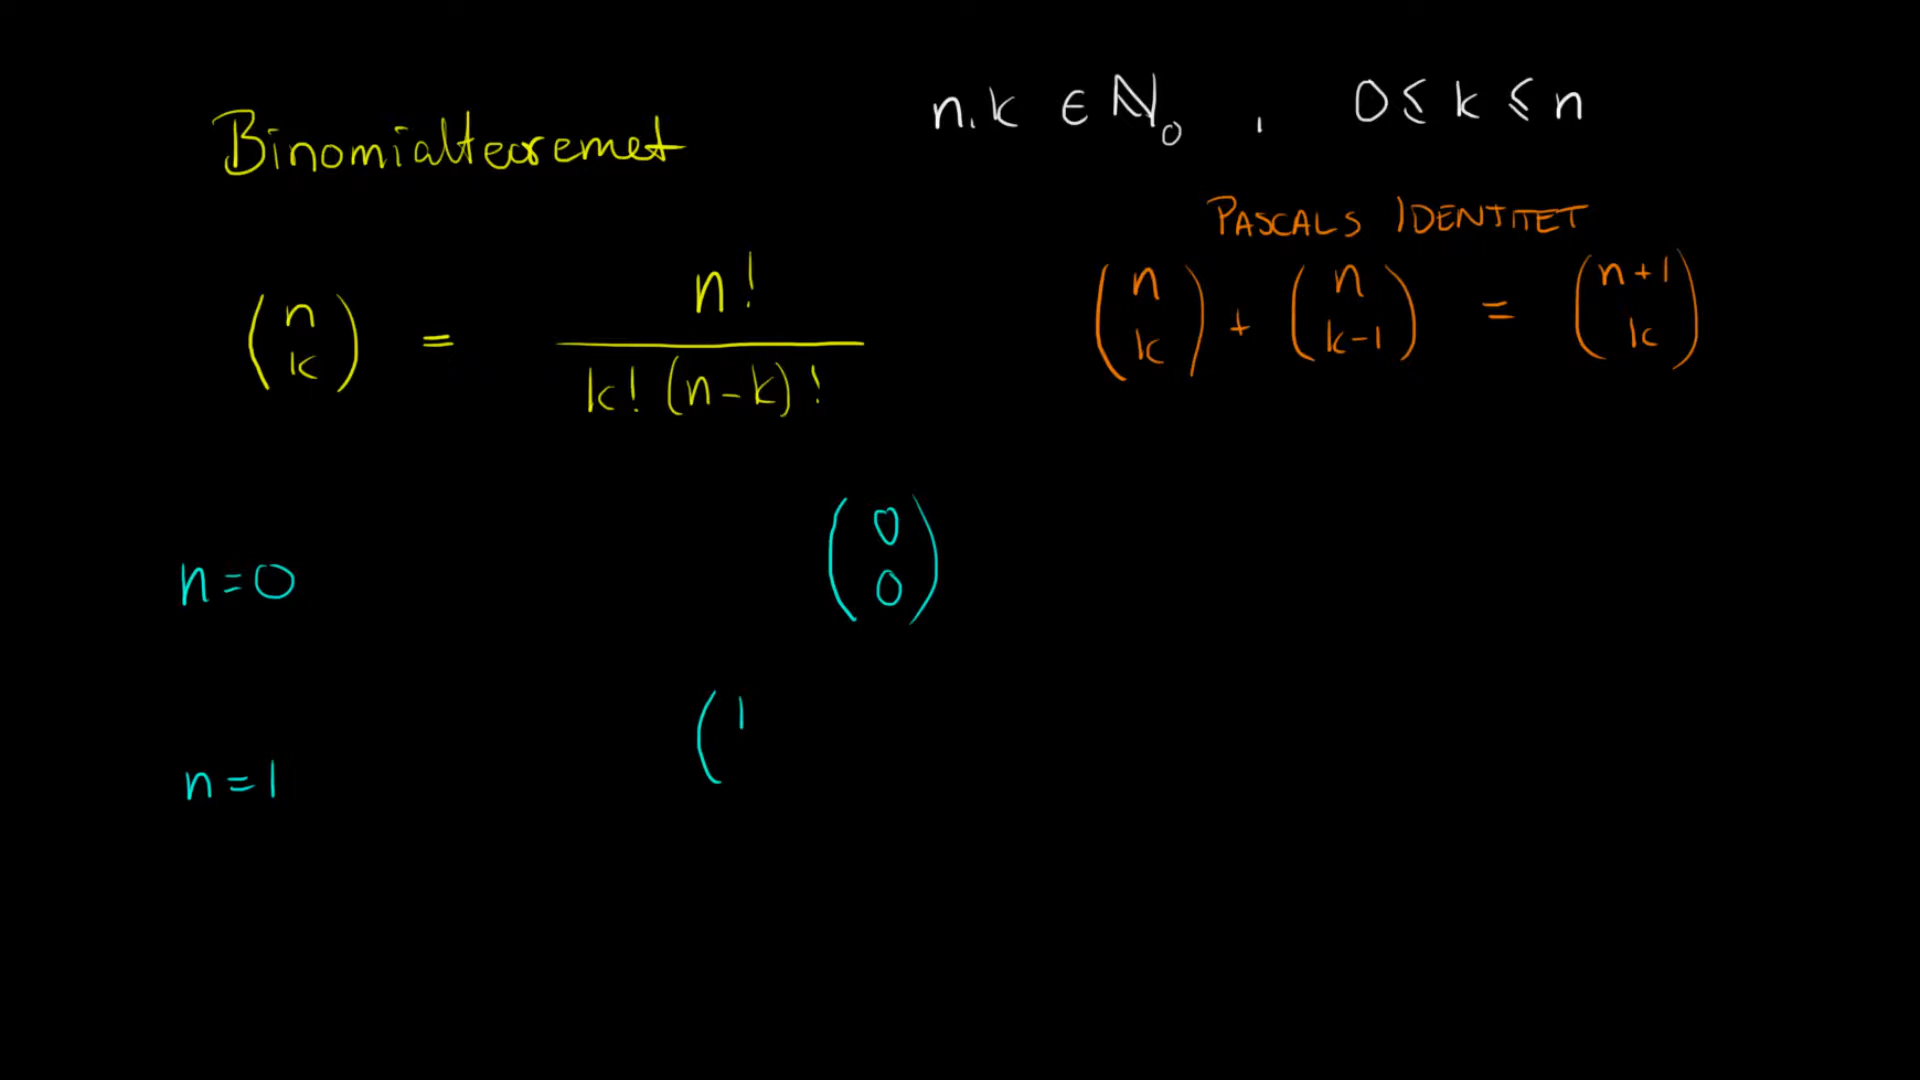 Binomialteoremet
n.k ∈ ℕ₀ , 0 ≤ k ≤ n
PASCALS IDENTITET
(n k) = n! / k! (n-k)!
(n k) + (n k-1) = (n+1 k)
n=0 (0 0)
n=1 (1